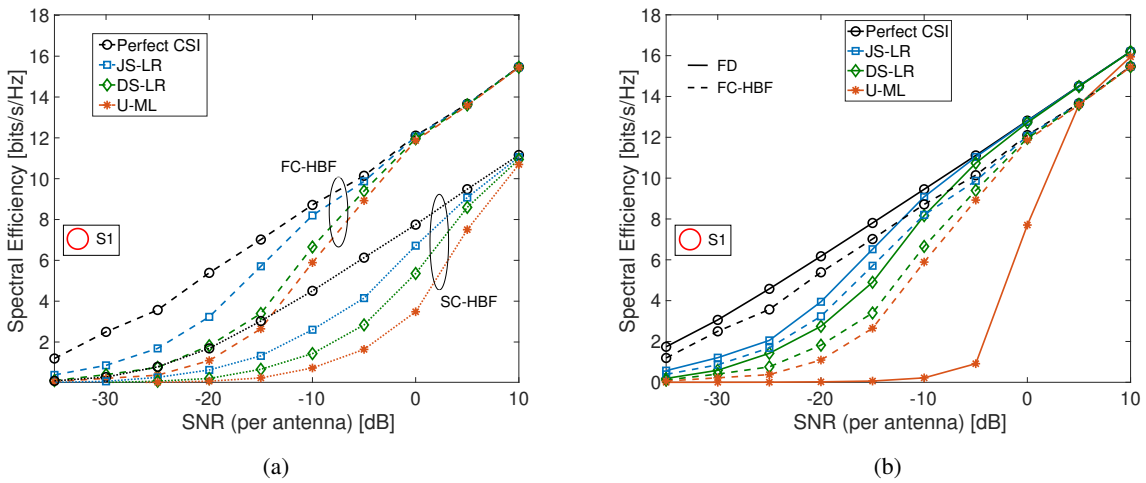 Perfect CSI
JS-LR
DS-LR
U-ML
FC-HBF
SC-HBF
S1
18
16
14
12
10
8
6
4
2
0
-30
-20
-10
0
10
Spectral Efficiency [bits/s/Hz]
SNR (per antenna) [dB]
(a)
Perfect CSI
JS-LR
DS-LR
U-ML
FD
FC-HBF
S1
18
16
14
12
10
8
6
4
2
0
-30
-20
-10
0
10
Spectral Efficiency [bits/s/Hz]
SNR (per antenna) [dB]
(b)